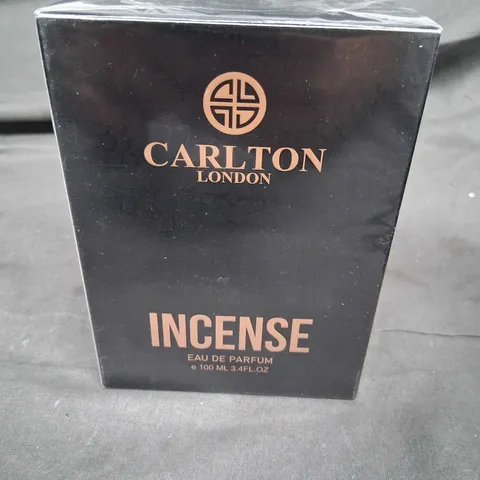 CARLTON
LONDON
INCENSE
EAU DE PARFUM
e 100 ML 3.4FL.OZ